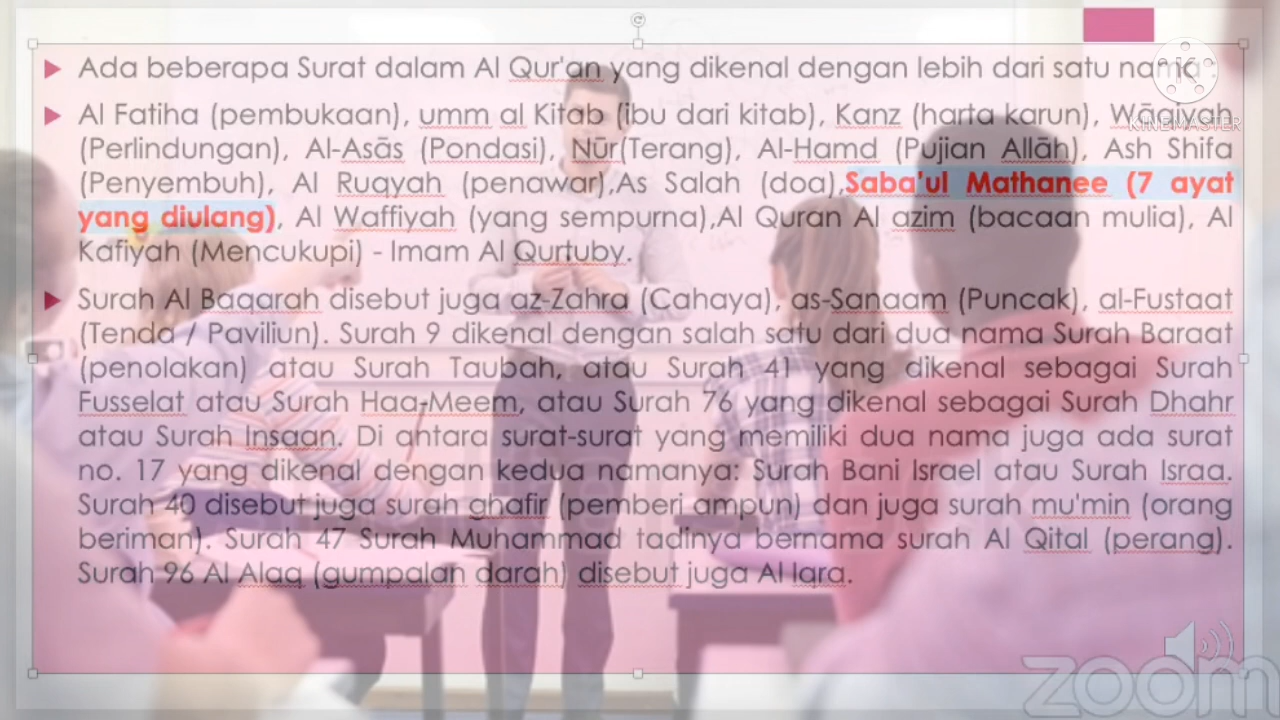 Ada beberapa Surat dalam Al Qur'an yang dikenal dengan lebih dari satu nama.
Al Fatiha (pembukaan), umm al Kitab (ibu dari kitab), Kanz (harta karun), Wāqiyah
(Perlindungan), Al-Asās (Pondasi), Nūr(Terang), Al-Hamd (Pujian Allāh), Ash Shifa
(Penyembuh), Al Ruqyah (penawar),As Salah (doa),Saba'ul Mathanee (7 ayat
yang diulang), Al Waffiyah (yang sempurna),Al Quran Al azim (bacaan mulia), Al
Kafiyah (Mencukupi) - Imam Al Qurtuby.
Surah Al Baqarah disebut juga az-Zahra (Cahaya), as-Sanaam (Puncak), al-Fustaat
(Tenda / Paviliun). Surah 9 dikenal dengan salah satu dari dua nama Surah Baraat
(penolakan) atau Surah Taubah, atau Surah 41 yang dikenal sebagai Surah
Fusselat atau Surah Haa-Meem, atau Surah 76 yang dikenal sebagai Surah Dhahr
atau Surah Insaan. Di antara surat-surat yang memiliki dua nama juga ada surat
no. 17 yang dikenal dengan kedua namanya: Surah Bani Israel atau Surah Israa.
Surah 40 disebut juga surah ghafir (pemberi ampun) dan juga surah mu'min (orang
beriman). Surah 47 Surah Muhammad tadinya bernama surah Al Qital (perang).
Surah 96 Al Alaq (gumpalan darah) disebut juga Al Iqra.
KINEMASTER
zoom